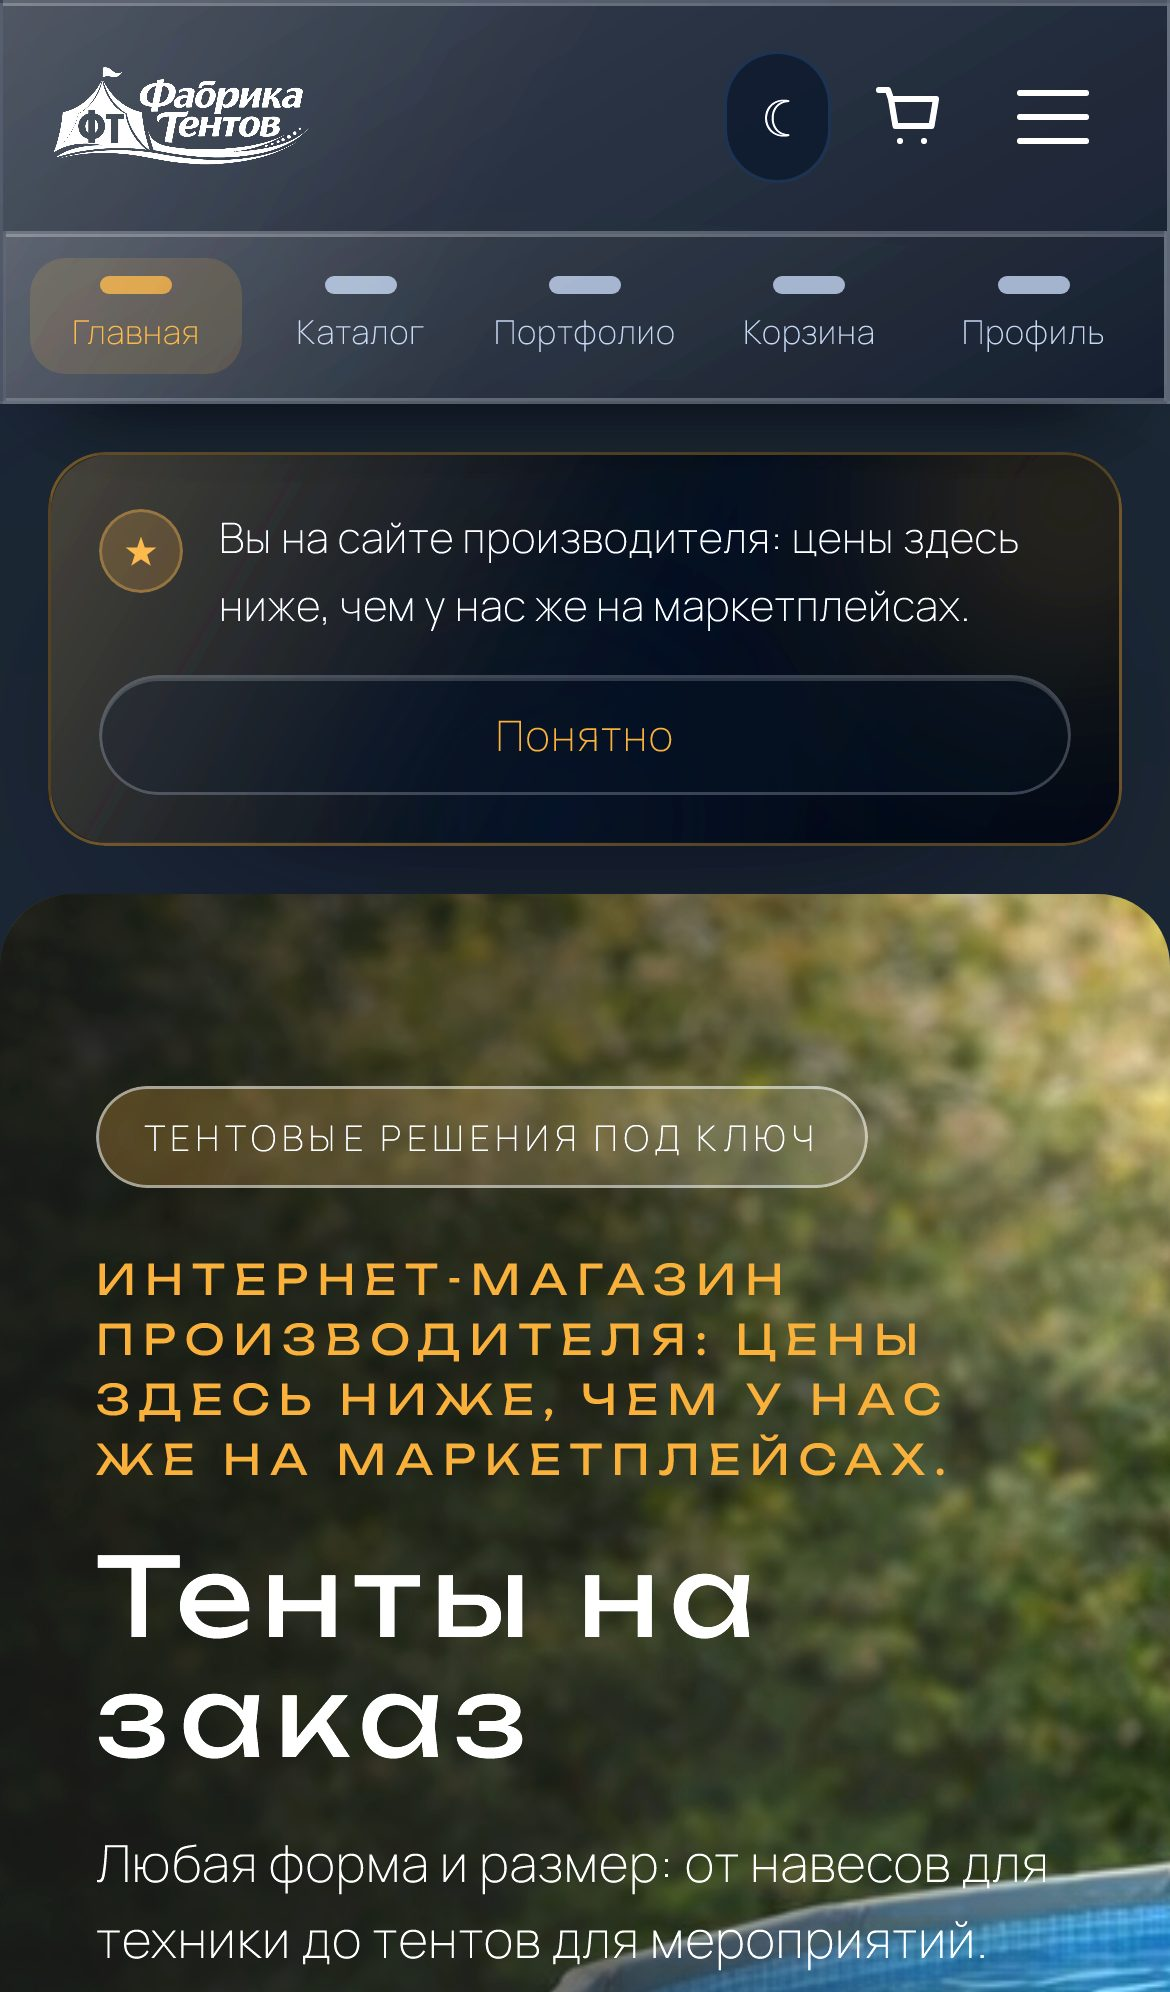 Фабрика
Тентов
ФТ
Главная
Каталог
Портфолио
Корзина
Профиль
Вы на сайте производителя: цены здесь
ниже, чем у нас же на маркетплейсах.
Понятно
ТЕНТОВЫЕ РЕШЕНИЯ ПОД КЛЮЧ
ИНТЕРНЕТ-МАГАЗИН
ПРОИЗВОДИТЕЛЯ: ЦЕНЫ
ЗДЕСЬ НИЖЕ, ЧЕМ У НАС
ЖЕ НА МАРКЕТПЛЕЙСАХ.
Тенты на
заказ
Любая форма и размер: от навесов для
техники до тентов для мероприятий.